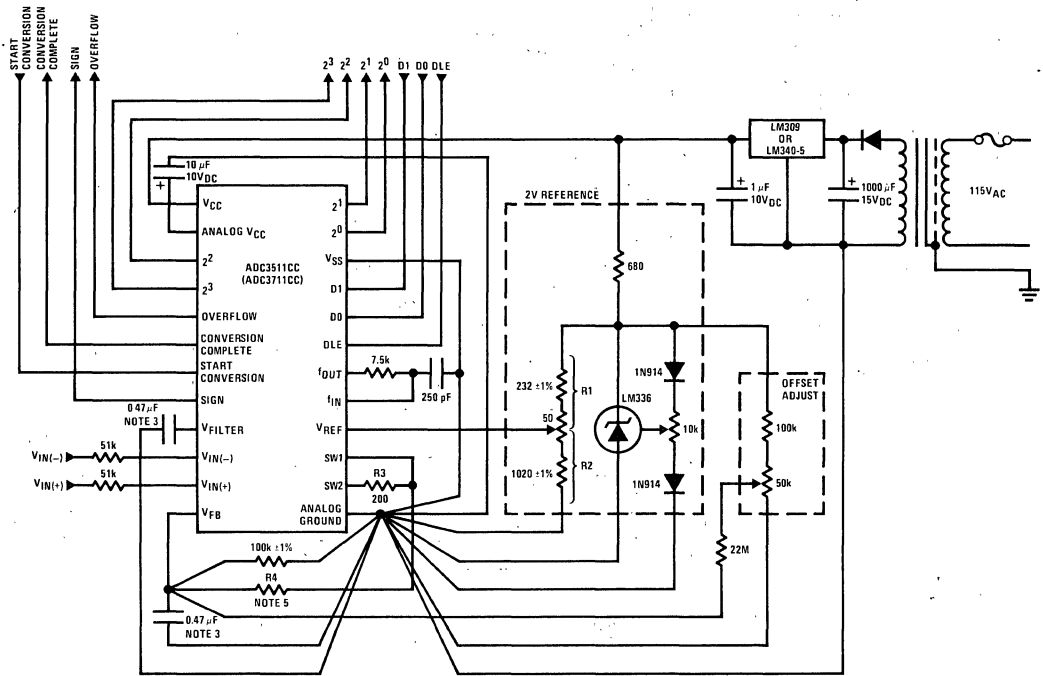 START
CONVERSION
CONVERSION
COMPLETE
SIGN
OVERFLOW
2³ 2² 2¹ 2⁰ D1 D0 DLE
10 µF
10VDC
+
VCC
ANALOG VCC
2²
2³
OVERFLOW
CONVERSION
COMPLETE
START
CONVERSION
SIGN
VFILTER
VIN(−)
VIN(+)
VFB
ADC3511CC
(ADC3711CC)
2¹
2⁰
VSS
D1
D0
DLE
fOUT
fIN
VREF
SW1
SW2
ANALOG
GROUND
0 47 µF
NOTE 3
VIN(−)
51k
VIN(+)
51k
7.5k
250 pF
R3
200
100k ±1%
R4
NOTE 5
0.47 µF
NOTE 3
2V REFERENCE
680
232 ±1%
R1
50
R2
1020 ±1%
LM336
1N914
10k
1N914
OFFSET
ADJUST
100k
50k
22M
LM309
OR
LM340-5
+
1 µF
10VDC
+
1000 µF
15VDC
115VAC